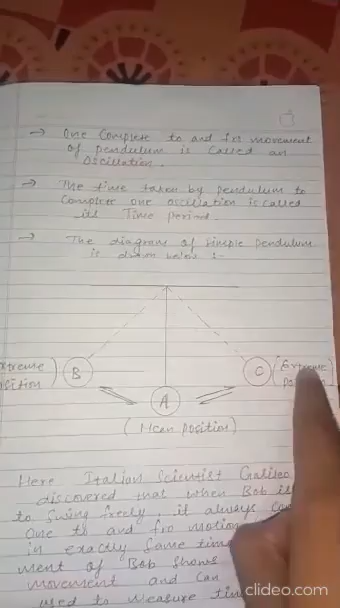 → One Complete to and fro movement
of pendulum is called an
Oscillation.
→ The time taken by pendulum to
Complete one oscillation is called
its Time period.
→ The diagram of simple pendulum
is drawn below :-
B
C (Extreme
A
(Mean position)
Here Italian Scientist Galileo
discovered that when Bob is
to swing freely, it always
One to and fro motion
in exactly same time
ment of Bob shows
movement and can
used to measure
clideo.com